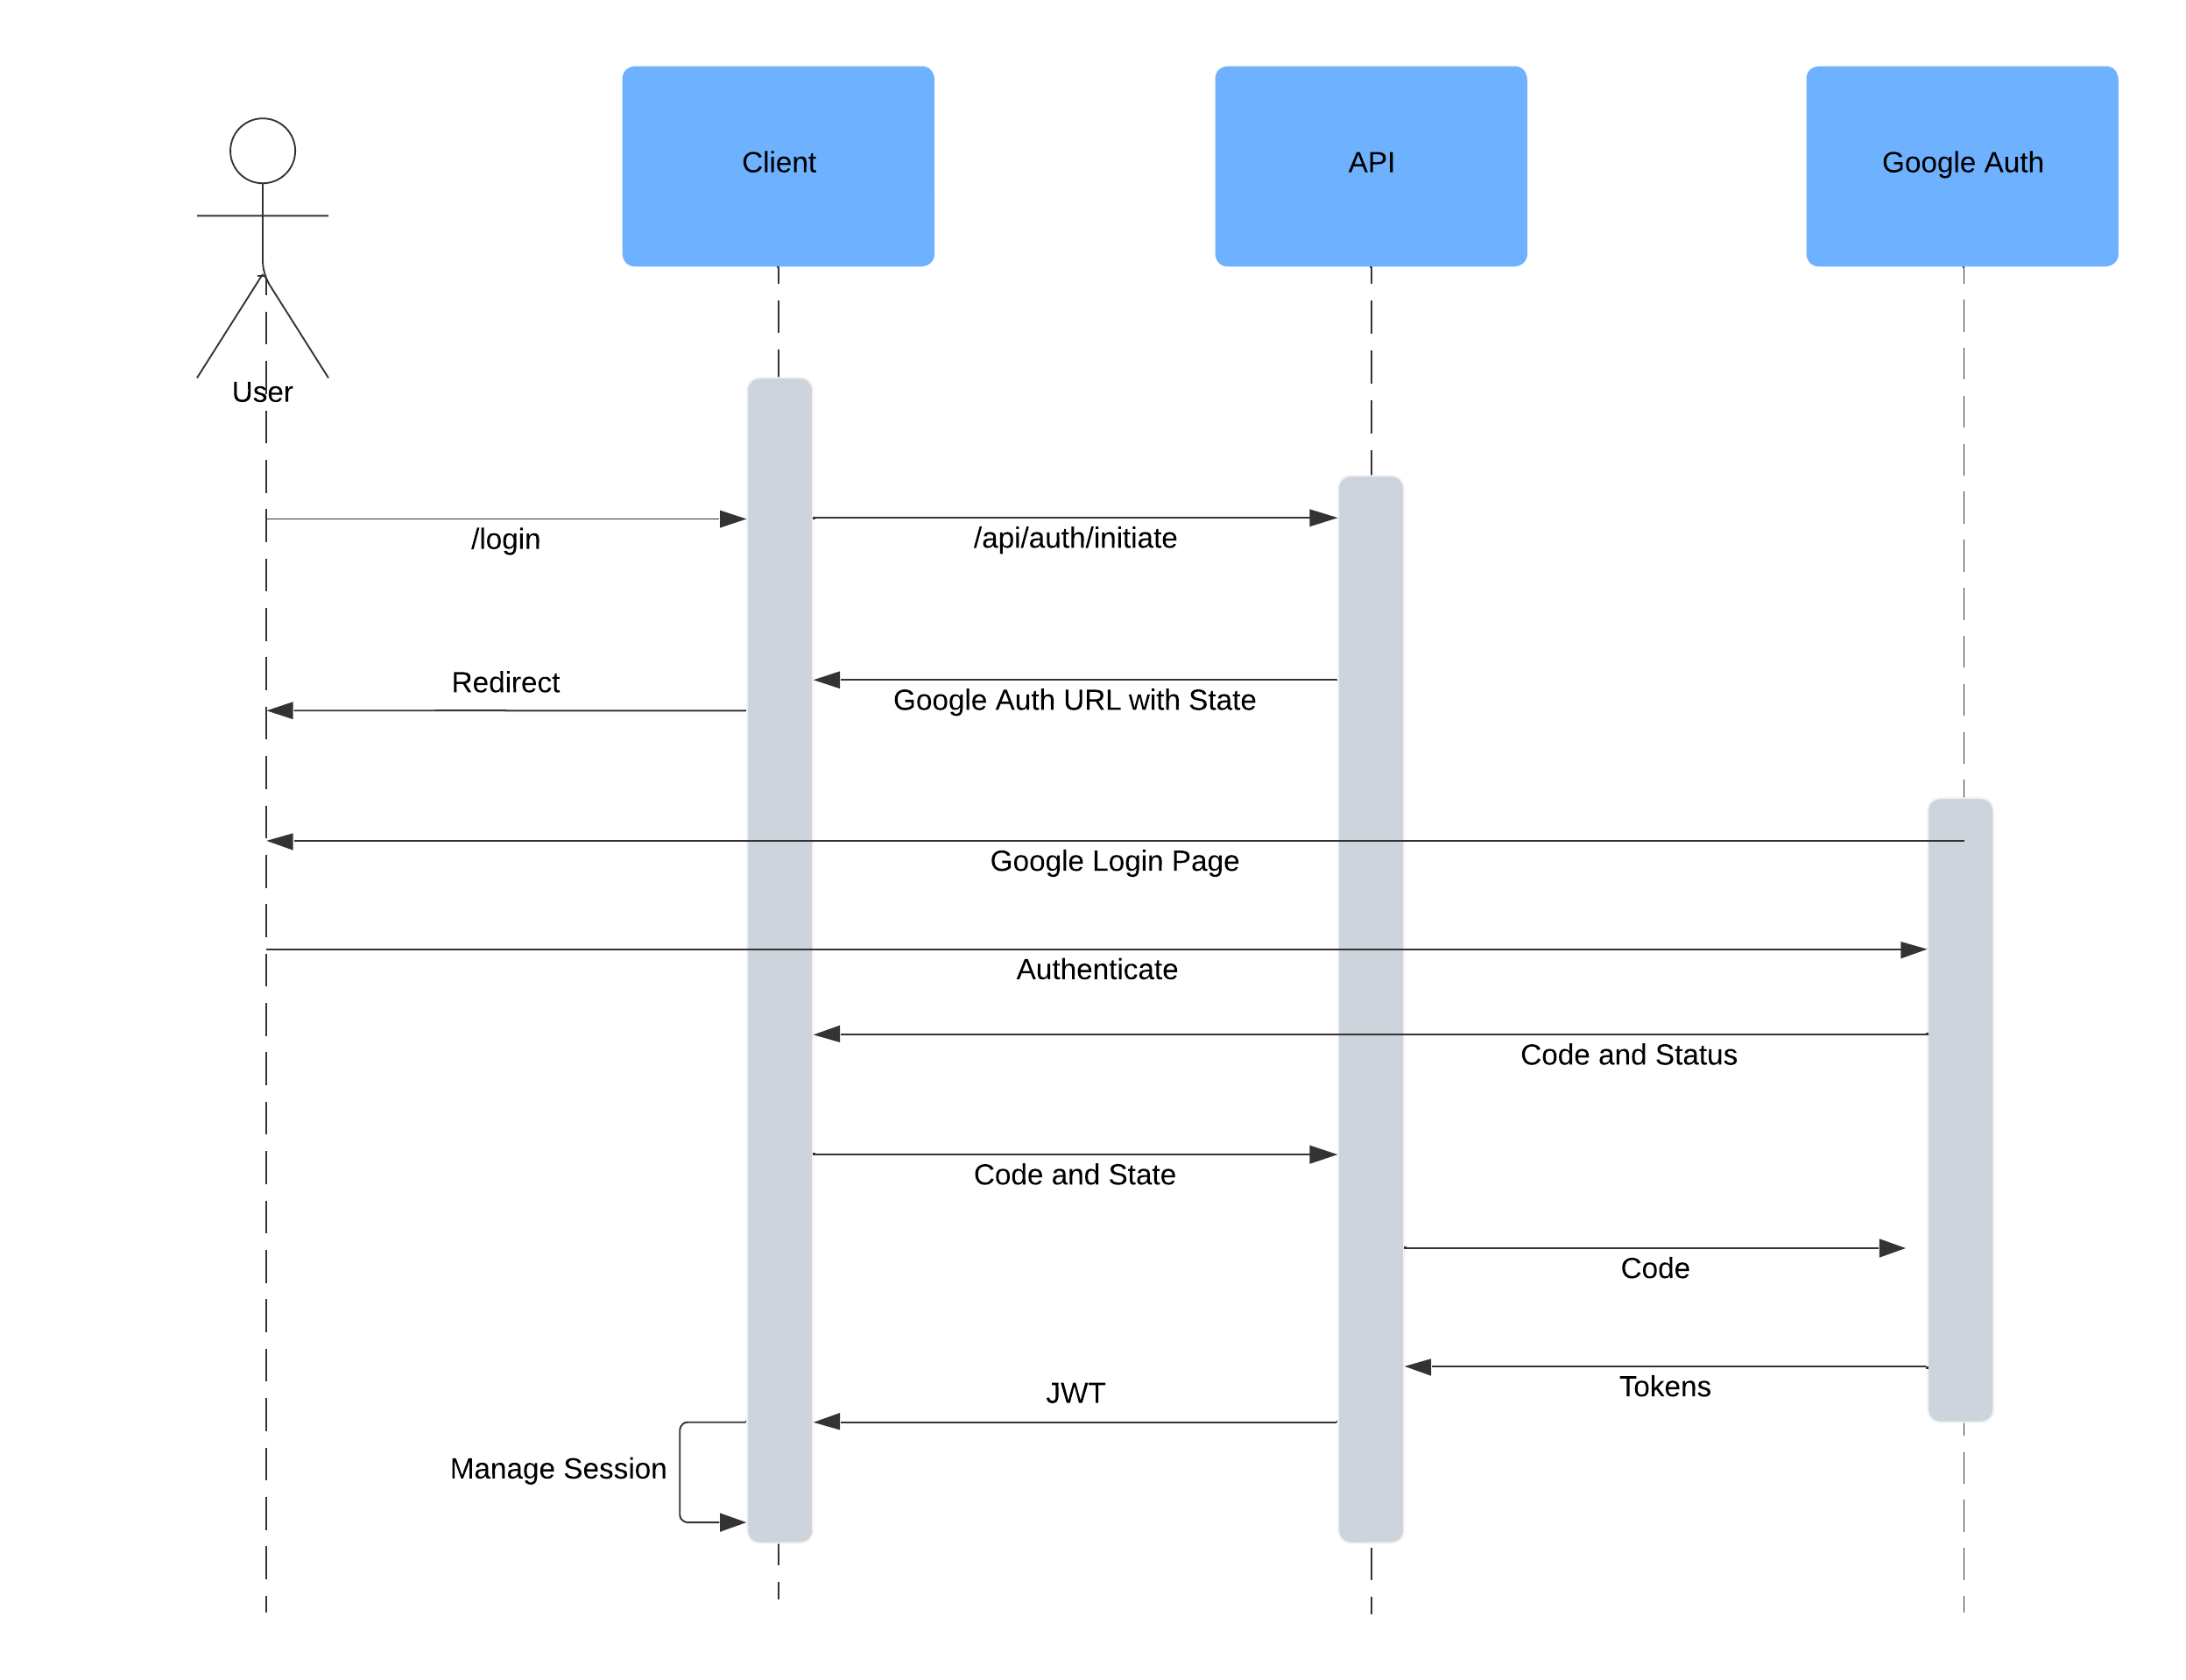 Client
API
Google Auth
User
/login
/api/auth/initiate
Redirect
Google Auth URL with State
Google Login Page
Authenticate
Code and Status
Code and State
Code
Tokens
JWT
Manage Session